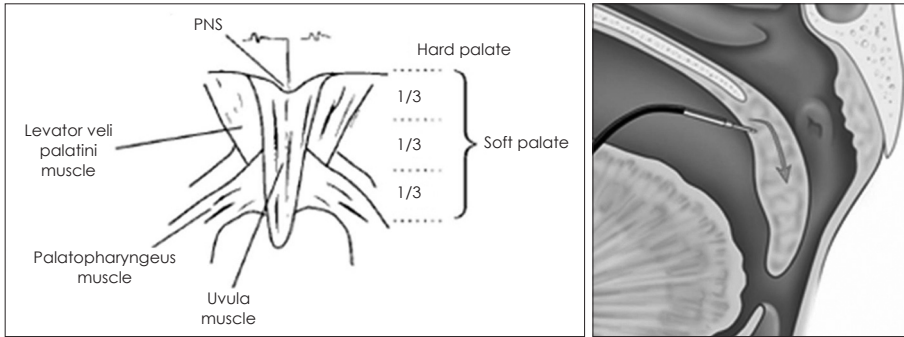 PNS
Hard palate
1/3
1/3
1/3
Soft palate
Levator veli
palatini
muscle
Palatopharyngeus
muscle
Uvula
muscle